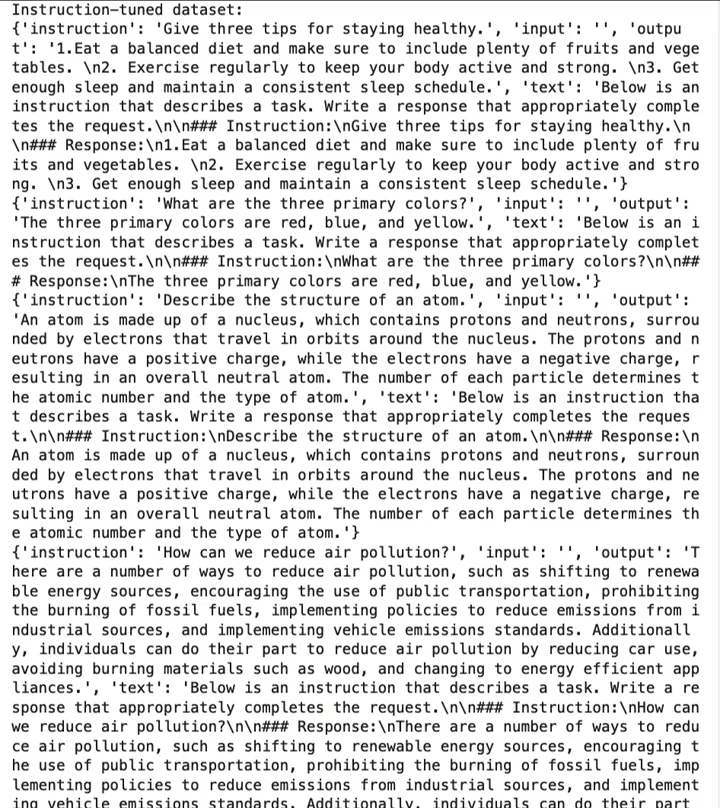 Instruction-tuned dataset:
{'instruction': 'Give three tips for staying healthy.', 'input': '', 'outpu
t': '1.Eat a balanced diet and make sure to include plenty of fruits and vege
tables. \n2. Exercise regularly to keep your body active and strong. \n3. Get
enough sleep and maintain a consistent sleep schedule.', 'text': 'Below is an
instruction that describes a task. Write a response that appropriately comple
tes the request.\n\n### Instruction:\nGive three tips for staying healthy.\n
\n### Response:\n1.Eat a balanced diet and make sure to include plenty of fru
its and vegetables. \n2. Exercise regularly to keep your body active and stro
ng. \n3. Get enough sleep and maintain a consistent sleep schedule.'}
{'instruction': 'What are the three primary colors?', 'input': '', 'output':
'The three primary colors are red, blue, and yellow.', 'text': 'Below is an i
nstruction that describes a task. Write a response that appropriately complet
es the request.\n\n### Instruction:\nWhat are the three primary colors?\n\n##
# Response:\nThe three primary colors are red, blue, and yellow.'}
{'instruction': 'Describe the structure of an atom.', 'input': '', 'output':
'An atom is made up of a nucleus, which contains protons and neutrons, surrou
nded by electrons that travel in orbits around the nucleus. The protons and n
eutrons have a positive charge, while the electrons have a negative charge, r
esulting in an overall neutral atom. The number of each particle determines t
he atomic number and the type of atom.', 'text': 'Below is an instruction tha
t describes a task. Write a response that appropriately completes the reques
t.\n\n### Instruction:\nDescribe the structure of an atom.\n\n### Response:\n
An atom is made up of a nucleus, which contains protons and neutrons, surroun
ded by electrons that travel in orbits around the nucleus. The protons and ne
utrons have a positive charge, while the electrons have a negative charge, re
sulting in an overall neutral atom. The number of each particle determines th
e atomic number and the type of atom.'}
{'instruction': 'How can we reduce air pollution?', 'input': '', 'output': 'T
here are a number of ways to reduce air pollution, such as shifting to renewa
ble energy sources, encouraging the use of public transportation, prohibiting
the burning of fossil fuels, implementing policies to reduce emissions from i
ndustrial sources, and implementing vehicle emissions standards. Additionall
y, individuals can do their part to reduce air pollution by reducing car use,
avoiding burning materials such as wood, and changing to energy efficient app
liances.', 'text': 'Below is an instruction that describes a task. Write a re
sponse that appropriately completes the request.\n\n### Instruction:\nHow can
we reduce air pollution?\n\n### Response:\nThere are a number of ways to redu
ce air pollution, such as shifting to renewable energy sources, encouraging t
he use of public transportation, prohibiting the burning of fossil fuels, imp
lementing policies to reduce emissions from industrial sources, and implement
ing vehicle emissions standards. Additionally, individuals can do their part